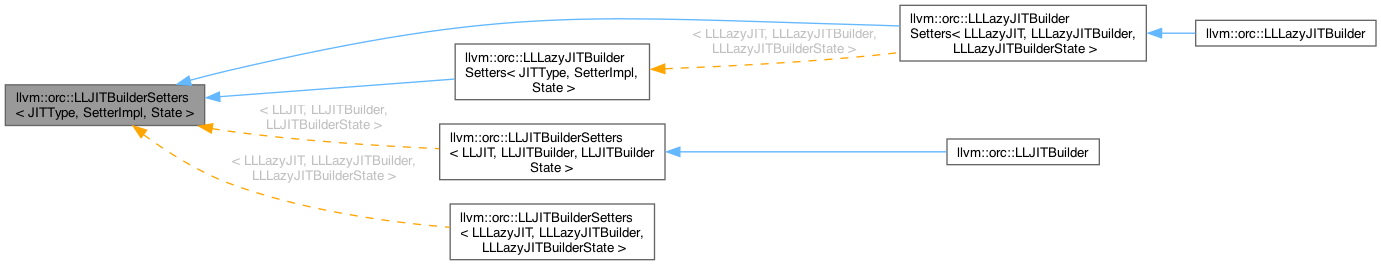 llvm::orc::LLJITBuilderSetters
< JITType, SetterImpl, State >
llvm::orc::LLLazyJITBuilder
Setters< JITType, SetterImpl,
State >
< LLLazyJIT, LLLazyJITBuilder,
LLLazyJITBuilderState >
llvm::orc::LLLazyJITBuilder
Setters< LLLazyJIT, LLLazyJITBuilder,
LLLazyJITBuilderState >
llvm::orc::LLLazyJITBuilder
< LLJIT, LLJITBuilder,
LLJITBuilderState >
llvm::orc::LLJITBuilderSetters
< LLJIT, LLJITBuilder, LLJITBuilder
State >
llvm::orc::LLJITBuilder
< LLLazyJIT, LLLazyJITBuilder,
LLLazyJITBuilderState >
llvm::orc::LLJITBuilderSetters
< LLLazyJIT, LLLazyJITBuilder,
LLLazyJITBuilderState >